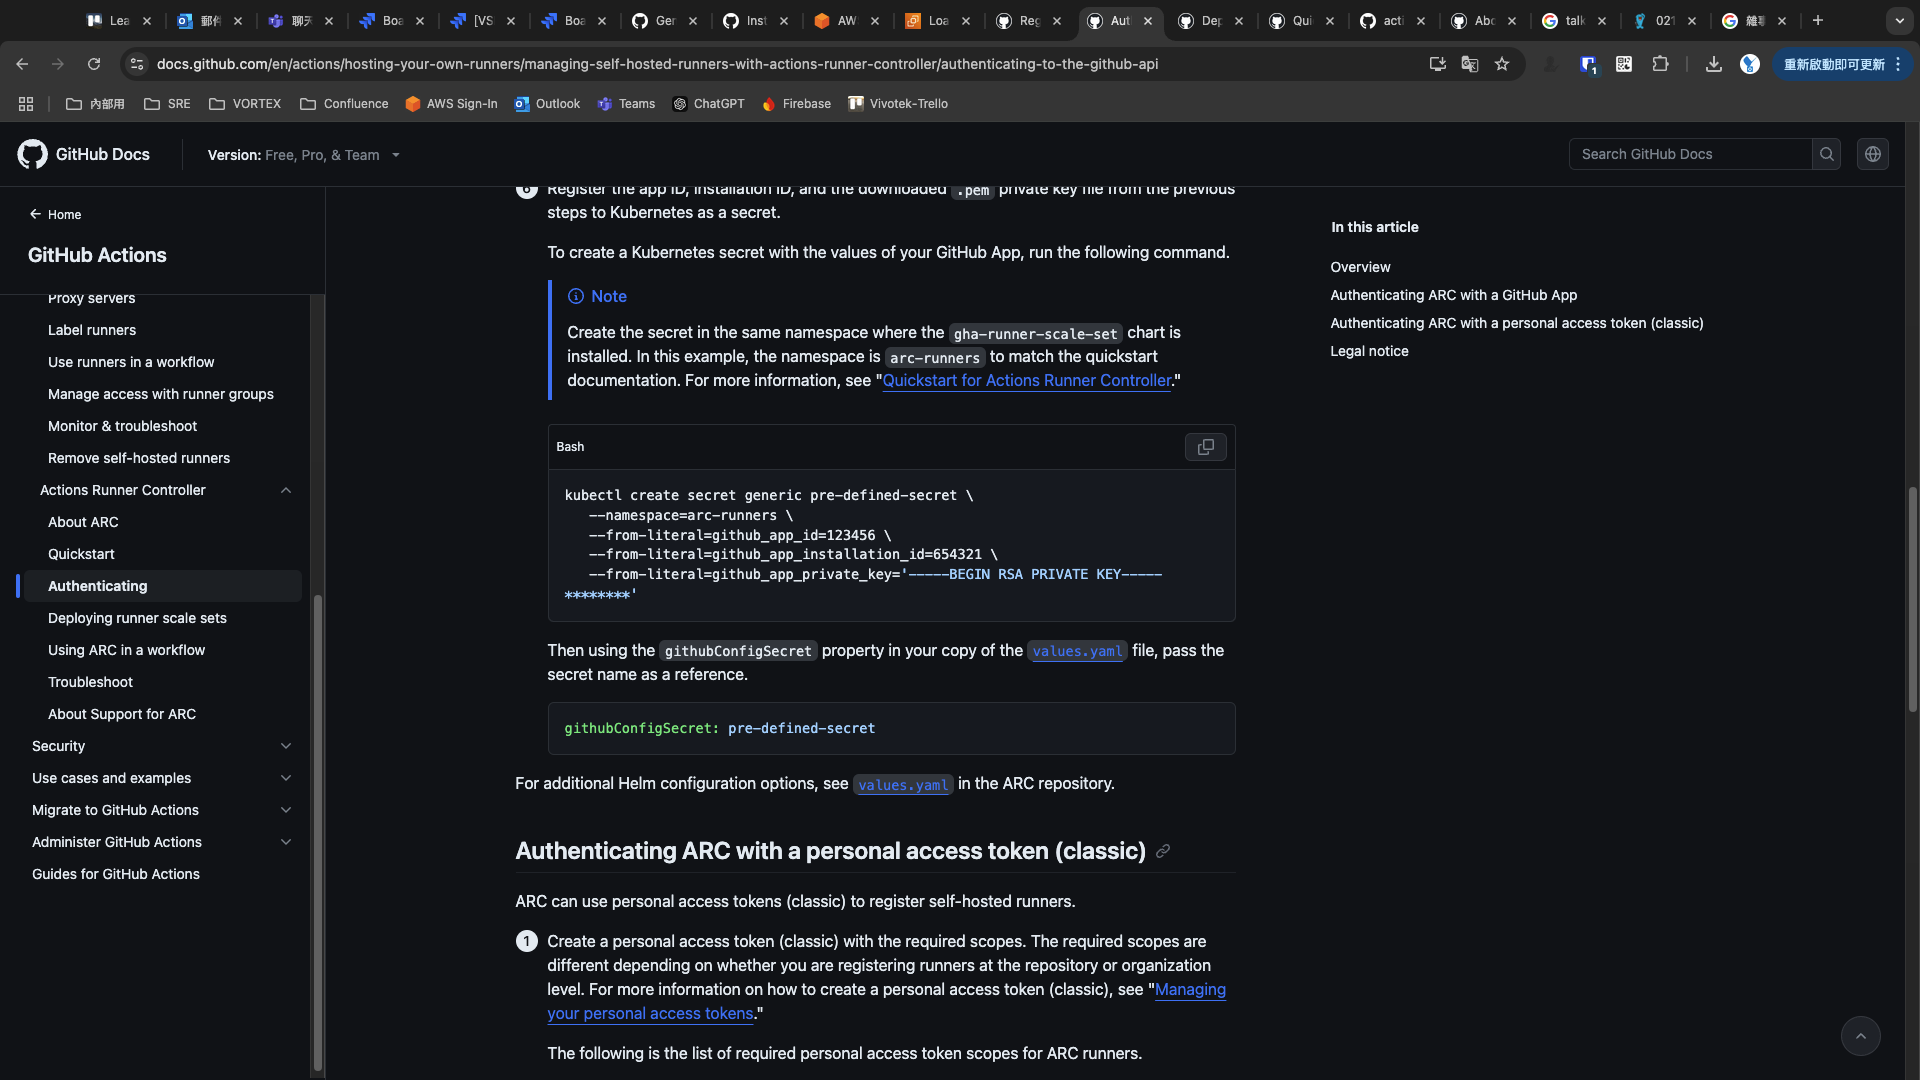 Lea
郵件
聊天
Boa
[VS
Boa
Ger
Inst
AW
Loa
Reg
Aut
Dep
Qui
acti
Abo
talk
021
雜事
docs.github.com/en/actions/hosting-your-own-runners/managing-self-hosted-runners-with-actions-runner-controller/authenticating-to-the-github-api
1
重新啟動即可更新
內部用
SRE
VORTEX
Confluence
AWS Sign-In
Outlook
Teams
ChatGPT
Firebase
Vivotek-Trello
GitHub Docs
Version: Free, Pro, & Team
Search GitHub Docs
Home
GitHub Actions
Proxy servers
Label runners
Use runners in a workflow
Manage access with runner groups
Monitor & troubleshoot
Remove self-hosted runners
Actions Runner Controller
About ARC
Quickstart
Authenticating
Deploying runner scale sets
Using ARC in a workflow
Troubleshoot
About Support for ARC
Security
Use cases and examples
Migrate to GitHub Actions
Administer GitHub Actions
Guides for GitHub Actions
6 Register the app ID, installation ID, and the downloaded .pem private key file from the previous
steps to Kubernetes as a secret.
To create a Kubernetes secret with the values of your GitHub App, run the following command.
Note
Create the secret in the same namespace where the gha-runner-scale-set chart is
installed. In this example, the namespace is arc-runners to match the quickstart
documentation. For more information, see "Quickstart for Actions Runner Controller."
Bash
kubectl create secret generic pre-defined-secret \
--namespace=arc-runners \
--from-literal=github_app_id=123456 \
--from-literal=github_app_installation_id=654321 \
--from-literal=github_app_private_key='-----BEGIN RSA PRIVATE KEY-----
********'
Then using the githubConfigSecret property in your copy of the values.yaml file, pass the
secret name as a reference.
githubConfigSecret: pre-defined-secret
For additional Helm configuration options, see values.yaml in the ARC repository.
Authenticating ARC with a personal access token (classic)
ARC can use personal access tokens (classic) to register self-hosted runners.
1 Create a personal access token (classic) with the required scopes. The required scopes are
different depending on whether you are registering runners at the repository or organization
level. For more information on how to create a personal access token (classic), see "Managing
your personal access tokens."
The following is the list of required personal access token scopes for ARC runners.
In this article
Overview
Authenticating ARC with a GitHub App
Authenticating ARC with a personal access token (classic)
Legal notice